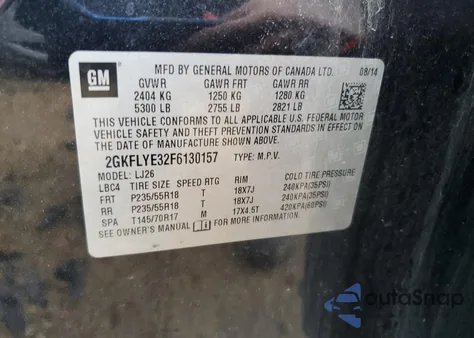 GM
MFD BY GENERAL MOTORS OF CANADA LTD. 08/14
GVWR GAWR FRT GAWR RR
2404 KG 1250 KG 1280 KG
5300 LB 2755 LB 2821 LB
THIS VEHICLE CONFORMS TO ALL APPLICABLE U.S. FEDERAL MOTOR
VEHICLE SAFETY, BUMPER, AND THEFT PREVENTION
STANDARDS IN EFFECT ON
THE DATE OF MANUFACTURE SHOWN ABOVE.
2GKFLYE32F6130157 TYPE: M.P.V.
MODEL: LJ26
LBC4 TIRE SIZE SPEED RTG RIM COLD TIRE PRESSURE
FRT P235/55R18 T 18X7J 240KPA(35PSI)
RR P235/55R18 T 18X7J 240KPA(35PSI)
SPA T145/70R17 M 17X4.5T 420KPA(60PSI)
SEE OWNER'S MANUAL FOR MORE INFORMATION.
AutoSnap